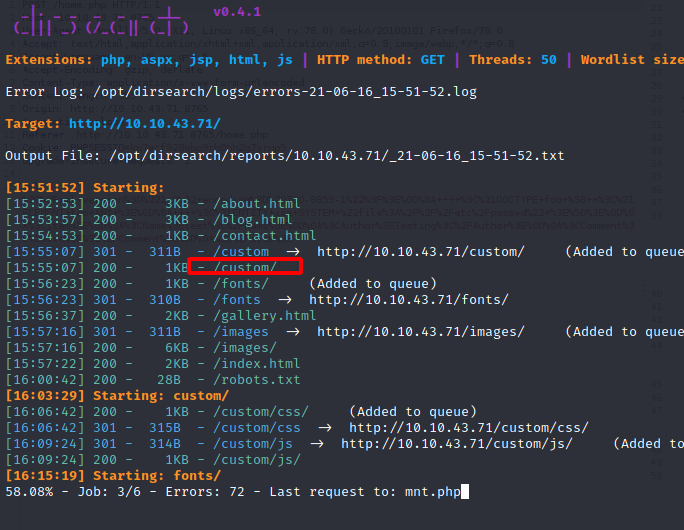 v0.4.1
Extensions: php, aspx, jsp, html, js | HTTP method: GET | Threads: 50 | Wordlist size
Error Log: /opt/dirsearch/logs/errors-21-06-16_15-51-52.log
Target: http://10.10.43.71/
Output File: /opt/dirsearch/reports/10.10.43.71/_21-06-16_15-51-52.txt
[15:51:52] Starting:
[15:52:53] 200 - 3KB - /about.html
[15:53:57] 200 - 3KB - /blog.html
[15:54:53] 200 - 1KB - /contact.html
[15:55:07] 301 - 311B - /custom -> http://10.10.43.71/custom/ (Added to queue
[15:55:07] 200 - 1KB - /custom/
[15:56:23] 200 - 1KB - /fonts/ (Added to queue)
[15:56:23] 301 - 310B - /fonts -> http://10.10.43.71/fonts/
[15:56:37] 200 - 2KB - /gallery.html
[15:57:16] 301 - 311B - /images -> http://10.10.43.71/images/ (Added to queue
[15:57:16] 200 - 6KB - /images/
[15:57:22] 200 - 2KB - /index.html
[16:00:42] 200 - 28B - /robots.txt
[16:03:29] Starting: custom/
[16:06:42] 200 - 1KB - /custom/css/ (Added to queue)
[16:06:42] 301 - 315B - /custom/css -> http://10.10.43.71/custom/css/
[16:09:24] 301 - 314B - /custom/js -> http://10.10.43.71/custom/js/ (Added to
[16:09:24] 200 - 1KB - /custom/js/
[16:15:19] Starting: fonts/
58.08% - Job: 3/6 - Errors: 72 - Last request to: mnt.php